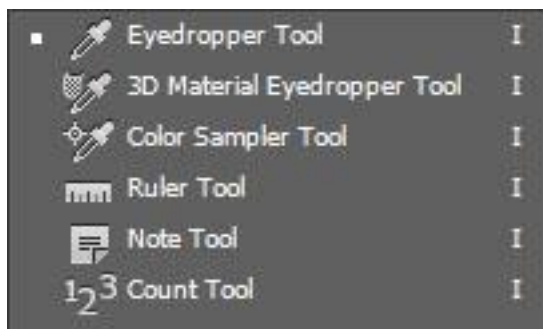 Eyedropper Tool I
3D Material Eyedropper Tool I
Color Sampler Tool I
Ruler Tool I
Note Tool I
123 Count Tool I